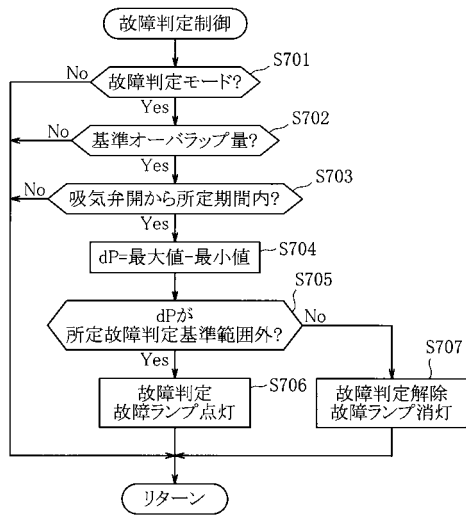 故障判定制御
S701
No
故障判定モード?
Yes
S702
No
基準オーバラップ量?
Yes
S703
No
吸気弁開から所定期間内?
Yes
S704
dP=最大値-最小値
S705
dPが
所定故障判定基準範囲外?
No
Yes
S706
故障判定
故障ランプ点灯
S707
故障判定解除
故障ランプ消灯
リターン